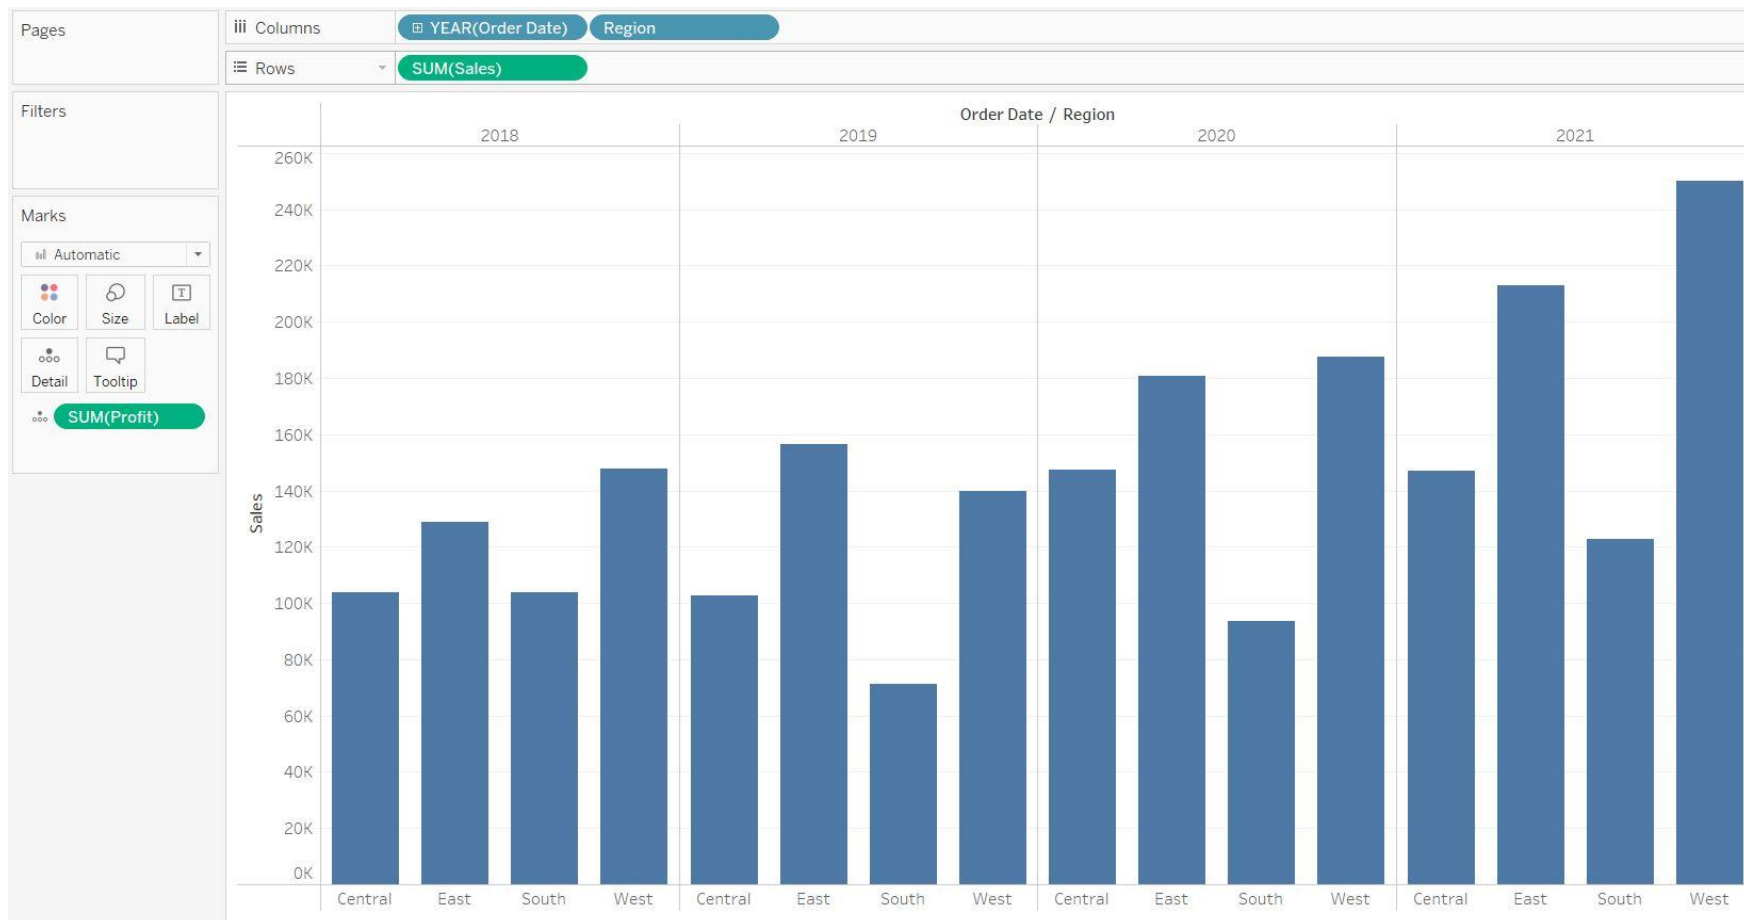 Pages
Columns
YEAR(Order Date)
Region
Rows
SUM(Sales)
Filters
Marks
Automatic
Color
Size
T
Label
Detail
Tooltip
SUM(Profit)
Order Date / Region
2018
2019
2020
2021
260K
240K
220K
200K
180K
160K
140K
120K
100K
80K
60K
40K
20K
0K
Sales
Central East South West Central East South West Central East South West Central East South West